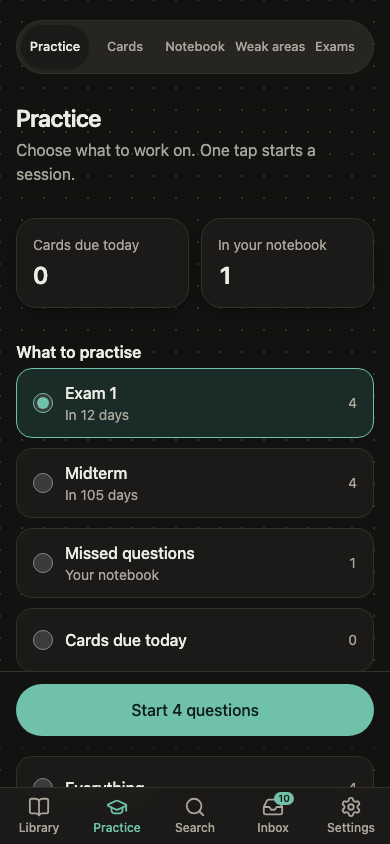 Practice
Cards
Notebook
Weak areas
Exams
Practice
Choose what to work on. One tap starts a
session.
Cards due today
0
In your notebook
1
What to practise
Exam 1
In 12 days
4
Midterm
In 105 days
4
Missed questions
Your notebook
1
Cards due today
0
Start 4 questions
Everything
4
10
Library
Practice
Search
Inbox
Settings